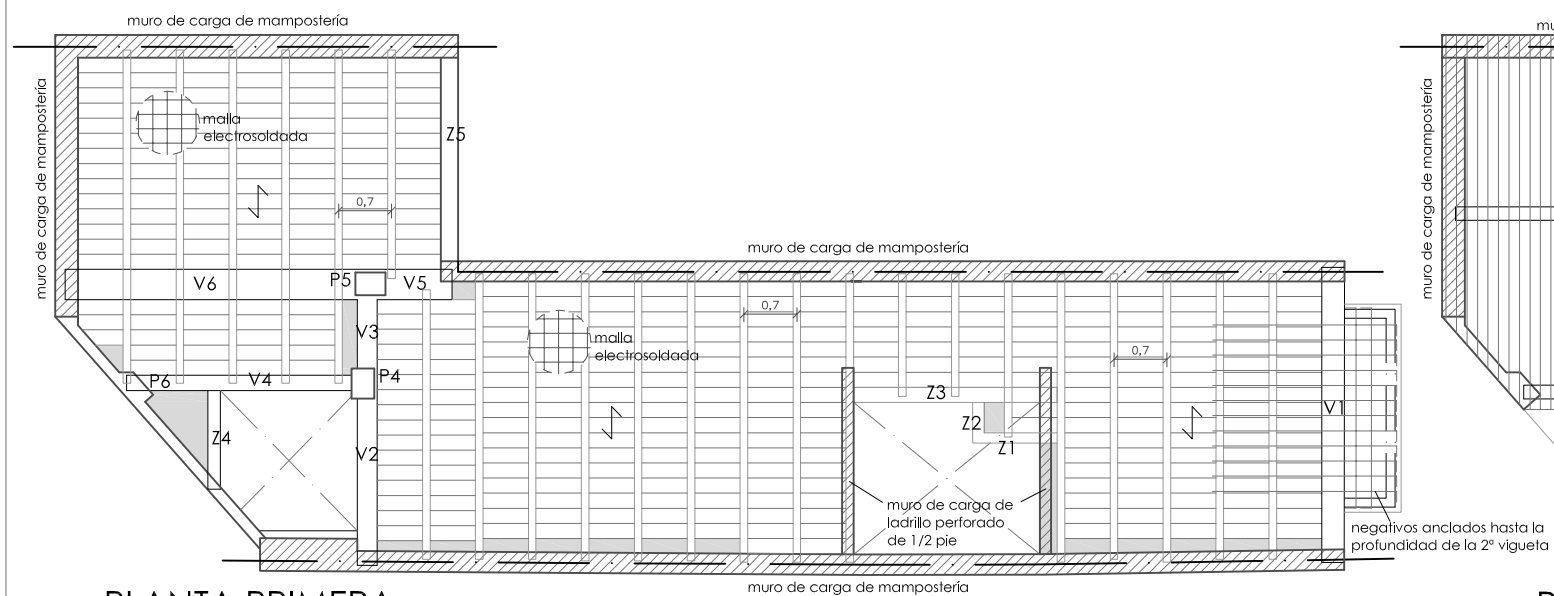 muro de carga de mampostería
muro de carga de mampostería
malla
electrosoldada
Z5
0,7
V6
P5
V5
V3
P6
V4
P4
Z4
V2
muro de carga de mampostería
0,7
malla
electrosoldada
0,7
Z3
Z2
Z1
V1
muro de carga de
ladrillo perforado
de 1/2 pie
negativos anclados hasta la
profundidad de la 2ª vigueta
muro de carga de mampostería
muro de carga de mampostería
PLANTA PRIMERA